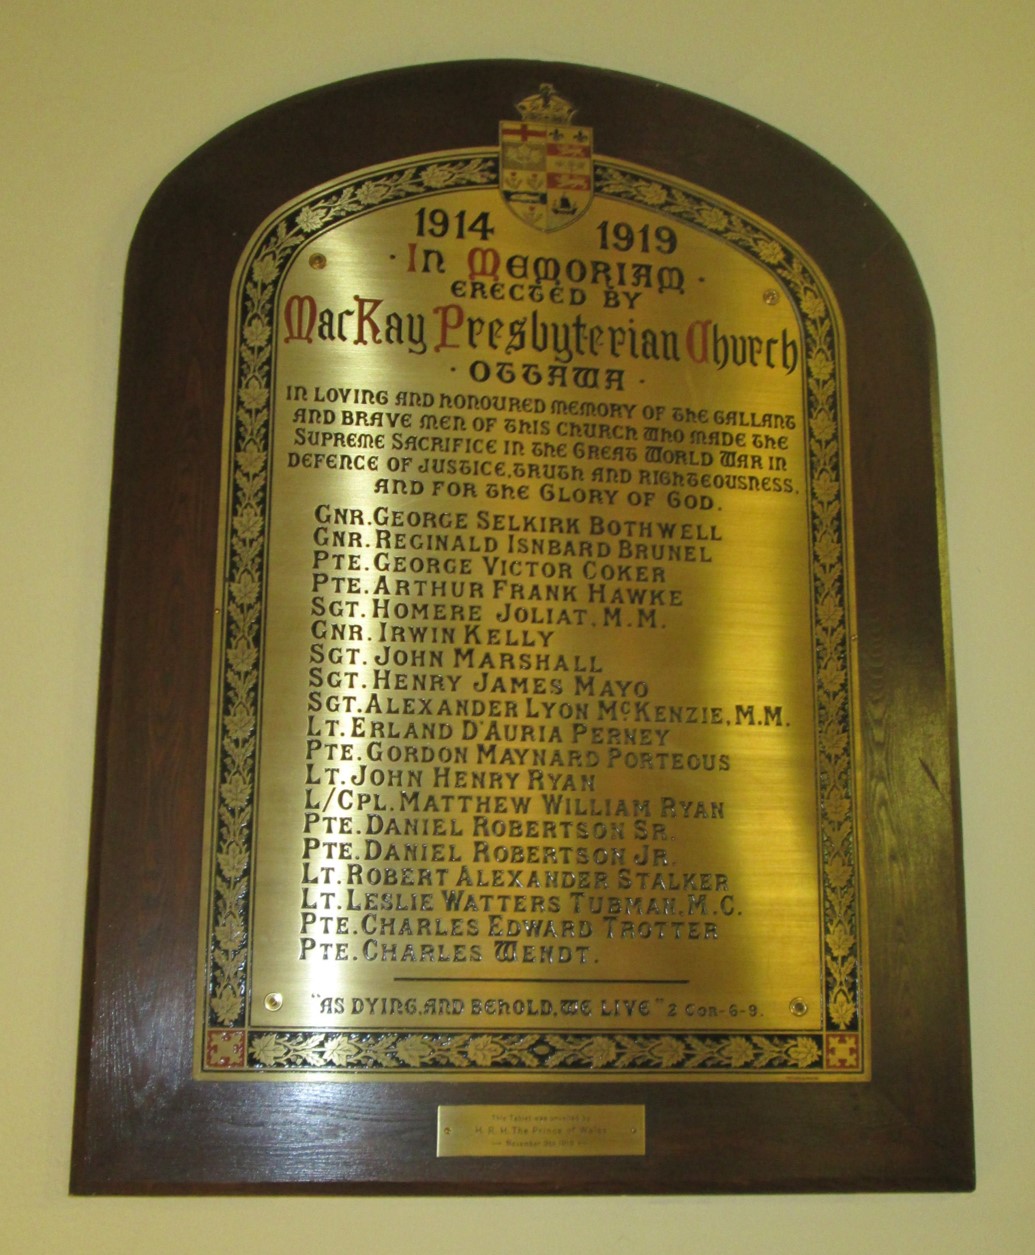 1914 1919
· In Memoriam ·
ERECTED BY
MacKay Presbyterian Church
· OTTAWA ·
IN LOVING AND HONOURED MEMORY OF THE GALLANT
AND BRAVE MEN OF THIS CHURCH WHO MADE THE
SUPREME SACRIFICE IN THE GREAT WORLD WAR IN
DEFENCE OF JUSTICE, TRUTH AND RIGHTEOUSNESS,
AND FOR THE GLORY OF GOD.
GNR. GEORGE SELKIRK BOTHWELL
GNR. REGINALD ISNBARD BRUNEL
PTE. GEORGE VICTOR COKER
PTE. ARTHUR FRANK HAWKE
SGT. HOMERE JOLIAT, M.M.
GNR. IRWIN KELLY
SGT. JOHN MARSHALL
SGT. HENRY JAMES MAYO
SGT. ALEXANDER LYON McKENZIE, M.M.
LT. ERLAND D'AURIA PERNEY
PTE. GORDON MAYNARD PORTEOUS
LT. JOHN HENRY RYAN
L/CPL. MATTHEW WILLIAM RYAN
PTE. DANIEL ROBERTSON SR.
PTE. DANIEL ROBERTSON JR.
LT. ROBERT ALEXANDER STALKER
LT. LESLIE WATTERS TUBMAN, M.C.
PTE. CHARLES EDWARD TROTTER
PTE. CHARLES WENDT.
"AS DYING, AND BEHOLD, WE LIVE" 2 COR-6-9.
This Tablet was unveiled by
H.R.H. The Prince of Wales
November